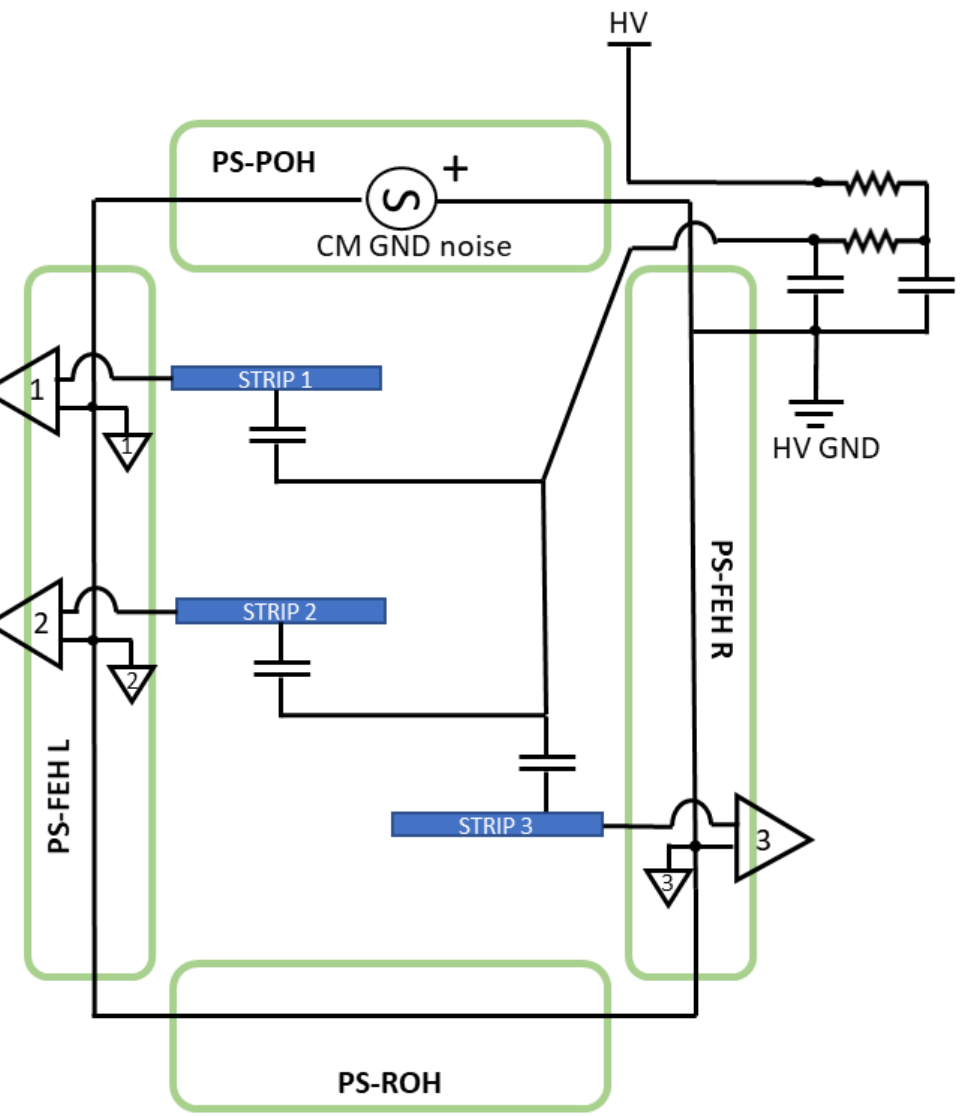 HV
PS-POH
+
CM GND noise
1
STRIP 1
1
HV GND
2
STRIP 2
2
PS-FEH R
PS-FEH L
STRIP 3
3
3
PS-ROH